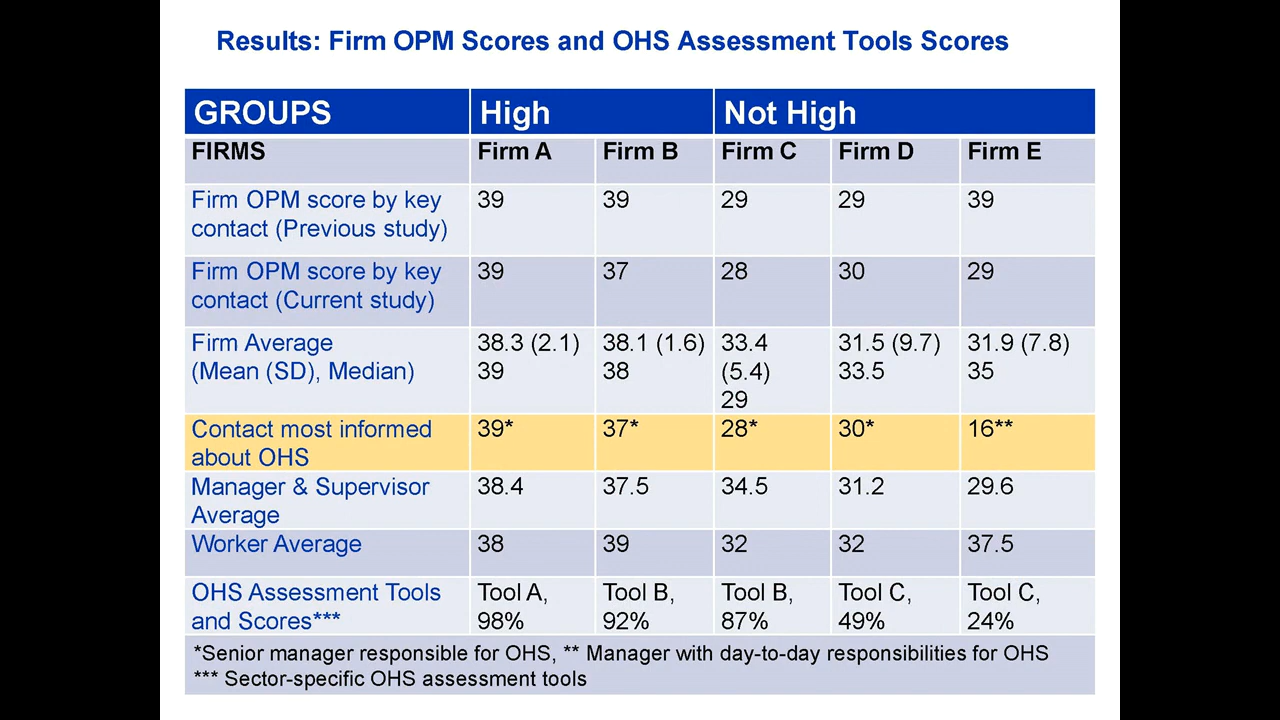 Results: Firm OPM Scores and OHS Assessment Tools Scores
GROUPS High Not High
FIRMS Firm A Firm B Firm C Firm D Firm E
Firm OPM score by key contact (Previous study) 39 39 29 29 39
Firm OPM score by key contact (Current study) 39 37 28 30 29
Firm Average (Mean (SD), Median) 38.3 (2.1) 39 38.1 (1.6) 38 33.4 (5.4) 29 31.5 (9.7) 33.5 31.9 (7.8) 35
Contact most informed about OHS 39* 37* 28* 30* 16**
Manager & Supervisor Average 38.4 37.5 34.5 31.2 29.6
Worker Average 38 39 32 32 37.5
OHS Assessment Tools and Scores*** Tool A, 98% Tool B, 92% Tool B, 87% Tool C, 49% Tool C, 24%
*Senior manager responsible for OHS, ** Manager with day-to-day responsibilities for OHS
*** Sector-specific OHS assessment tools